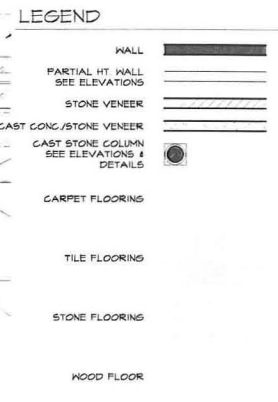 LEGEND
WALL
PARTIAL HT. WALL
SEE ELEVATIONS
STONE VENEER
CAST CONC./STONE VENEER
CAST STONE COLUMN
SEE ELEVATIONS &
DETAILS
CARPET FLOORING
TILE FLOORING
STONE FLOORING
WOOD FLOOR